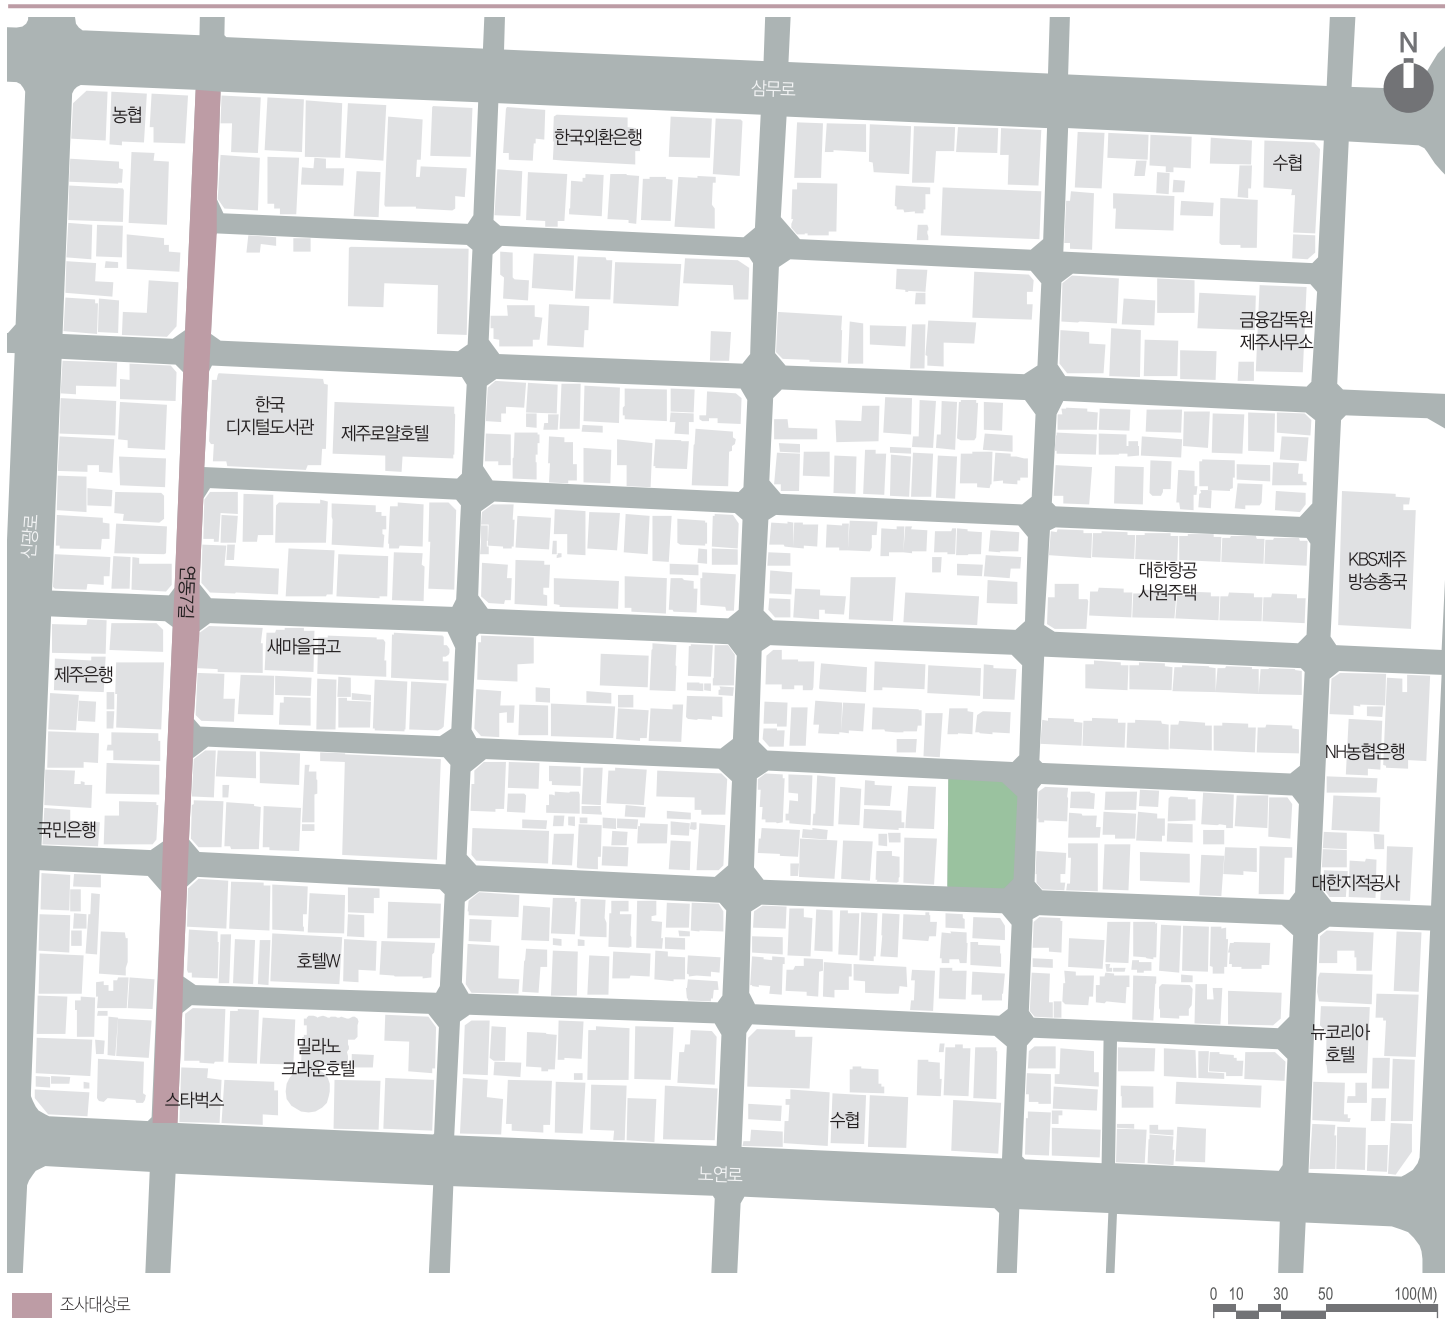 N
삼무로
농협
한국외환은행
수협
금융감독원
제주사무소
한국
디지털도서관
제주로얄호텔
신광로
연동7길
대한항공
사원주택
KBS제주
방송총국
새마을금고
제주은행
NH농협은행
국민은행
대한지적공사
호텔W
뉴코리아
호텔
밀라노
크라운호텔
스타벅스
수협
노연로
조사대상로
0 10 30 50 100(M)